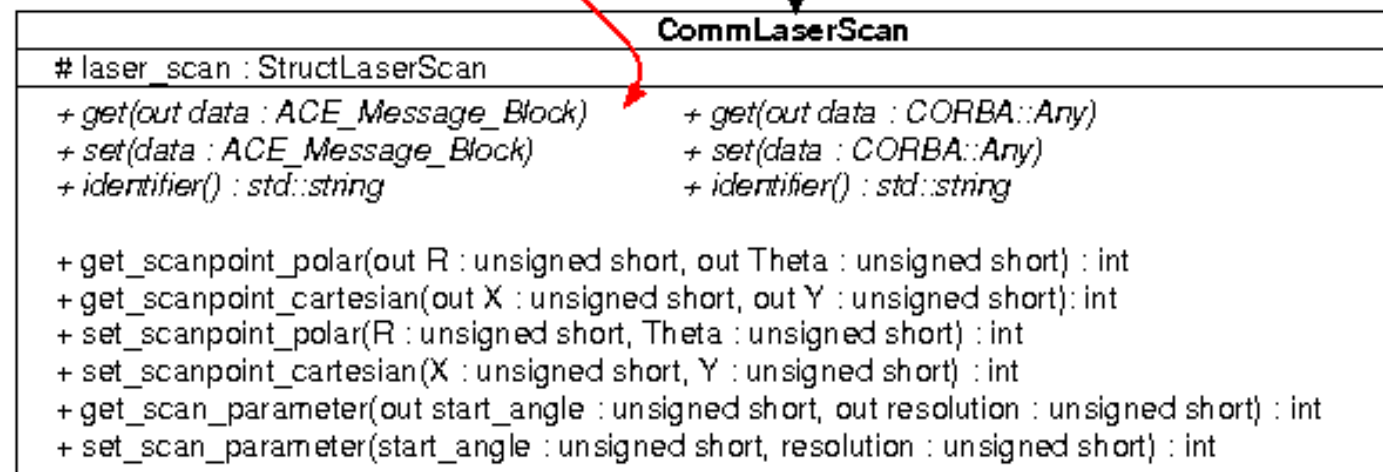 CommLaserScan
# laser_scan : StructLaserScan
+ get(out data : ACE_Message_Block) + get(out data : CORBA::Any)
+ set(data : ACE_Message_Block) + set(data : CORBA::Any)
+ identifier() : std::string + identifier() : std::string
+ get_scanpoint_polar(out R : unsigned short, out Theta : unsigned short) : int
+ get_scanpoint_cartesian(out X : unsigned short, out Y : unsigned short): int
+ set_scanpoint_polar(R : unsigned short, Theta : unsigned short) : int
+ set_scanpoint_cartesian(X : unsigned short, Y : unsigned short) : int
+ get_scan_parameter(out start_angle : unsigned short, out resolution : unsigned short) : int
+ set_scan_parameter(start_angle : unsigned short, resolution : unsigned short) : int